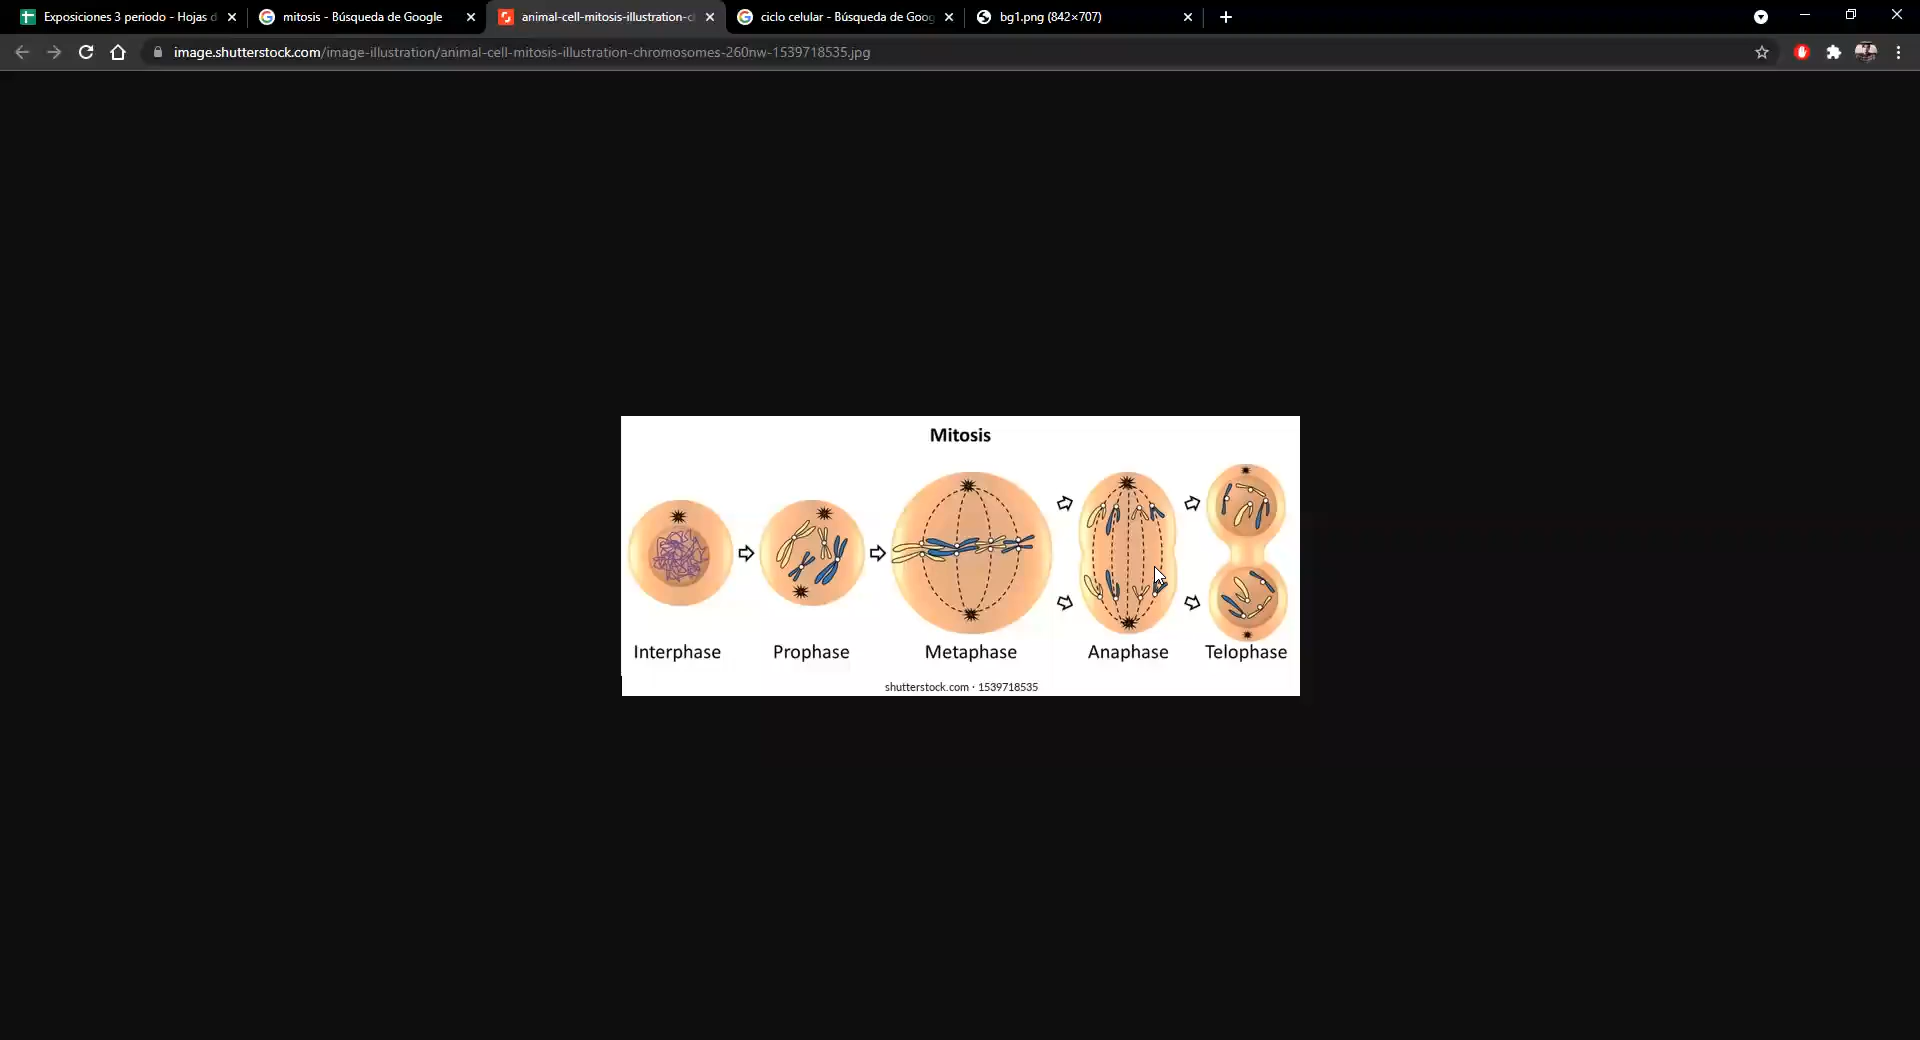 Exposiciones 3 periodo - Hojas d
mitosis - Búsqueda de Google
animal-cell-mitosis-illustration-c
ciclo celular - Búsqueda de Goog
bg1.png (842×707)
image.shutterstock.com/image-illustration/animal-cell-mitosis-illustration-chromosomes-260nw-1539718535.jpg
Mitosis
Interphase Prophase Metaphase Anaphase Telophase
shutterstock.com · 1539718535